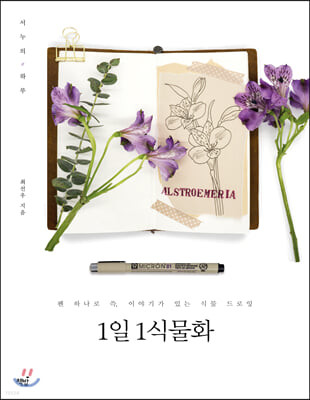 서누의 하루
최선우 지음
ALSTROEMERIA
MICRON
펜 하나로 쓱, 이야기가 있는 식물 드로잉
1일 1식물화